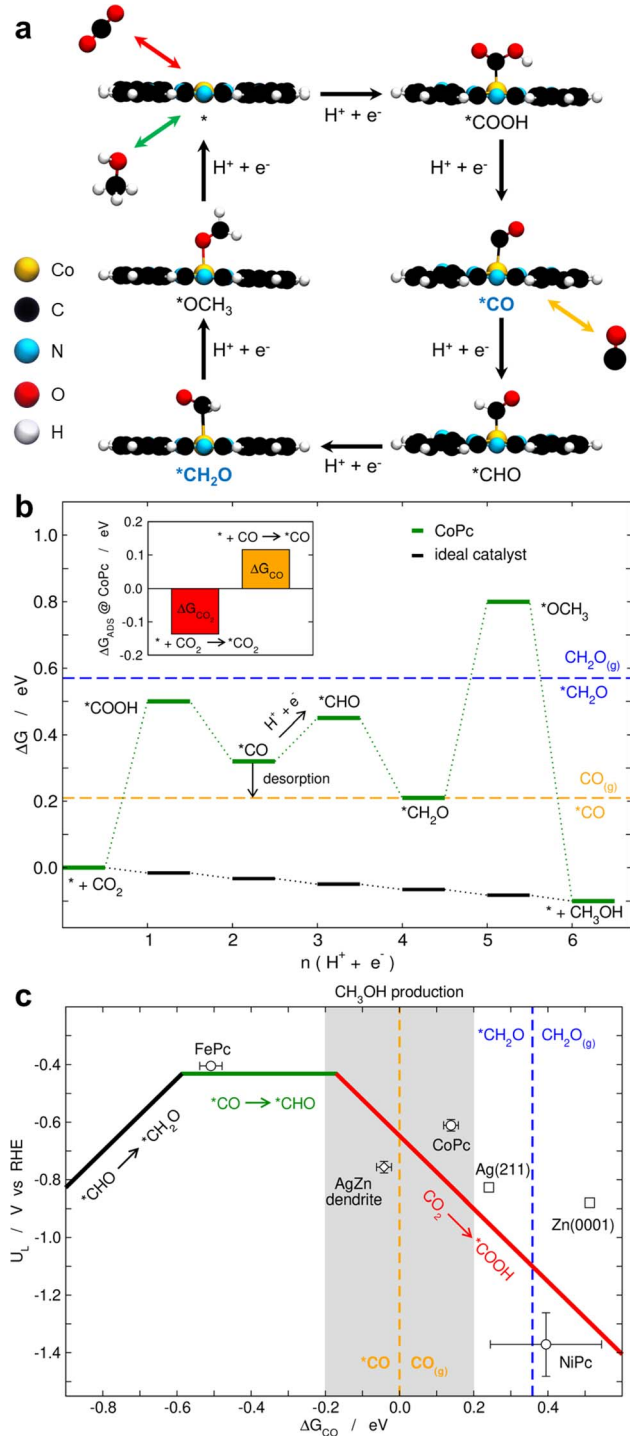 a
*
H⁺ + e⁻
*COOH
H⁺ + e⁻
H⁺ + e⁻
Co
C
N
O
H
*OCH₃
*CO
H⁺ + e⁻
H⁺ + e⁻
*CH₂O
H⁺ + e⁻
*CHO
b
ΔG / eV
1.0
0.8
0.6
0.4
0.2
0.0
ΔG_ADS @ CoPc / eV
0.2
0.1
0.0
-0.1
-0.2
* + CO → *CO
ΔG_CO
ΔG_CO₂
* + CO₂ → *CO₂
CoPc
ideal catalyst
*OCH₃
CH₂O(g)
*CH₂O
*COOH
H⁺ + e⁻
*CHO
*CO
desorption
CO(g)
*CO
*CH₂O
* + CO₂
* + CH₃OH
1 2 3 4 5 6
n ( H⁺ + e⁻)
c
CH₃OH production
U_L / V vs RHE
-0.4
-0.6
-0.8
-1.0
-1.2
-1.4
FePc
*CH₂O CH₂O(g)
*CO → *CHO
*CHO → *CH₂O
CoPc
AgZn
dendrite
Ag(211)
Zn(0001)
CO₂ → *COOH
*CO CO(g)
NiPc
-0.8 -0.6 -0.4 -0.2 0.0 0.2 0.4 0.6
ΔG_CO / eV